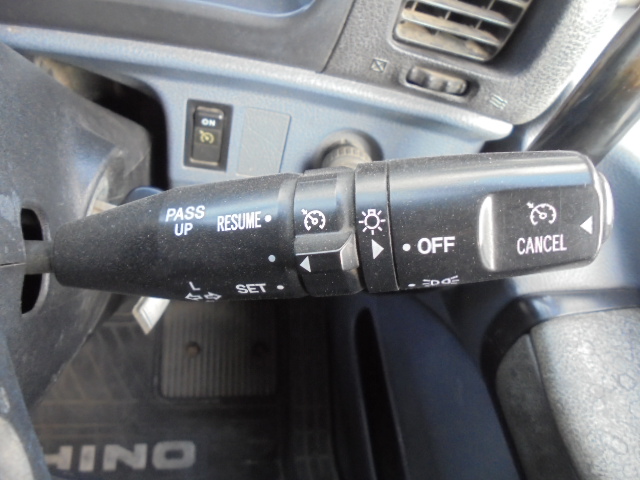 ON
PASS
UP
RESUME
OFF
CANCEL
L
SET
HINO